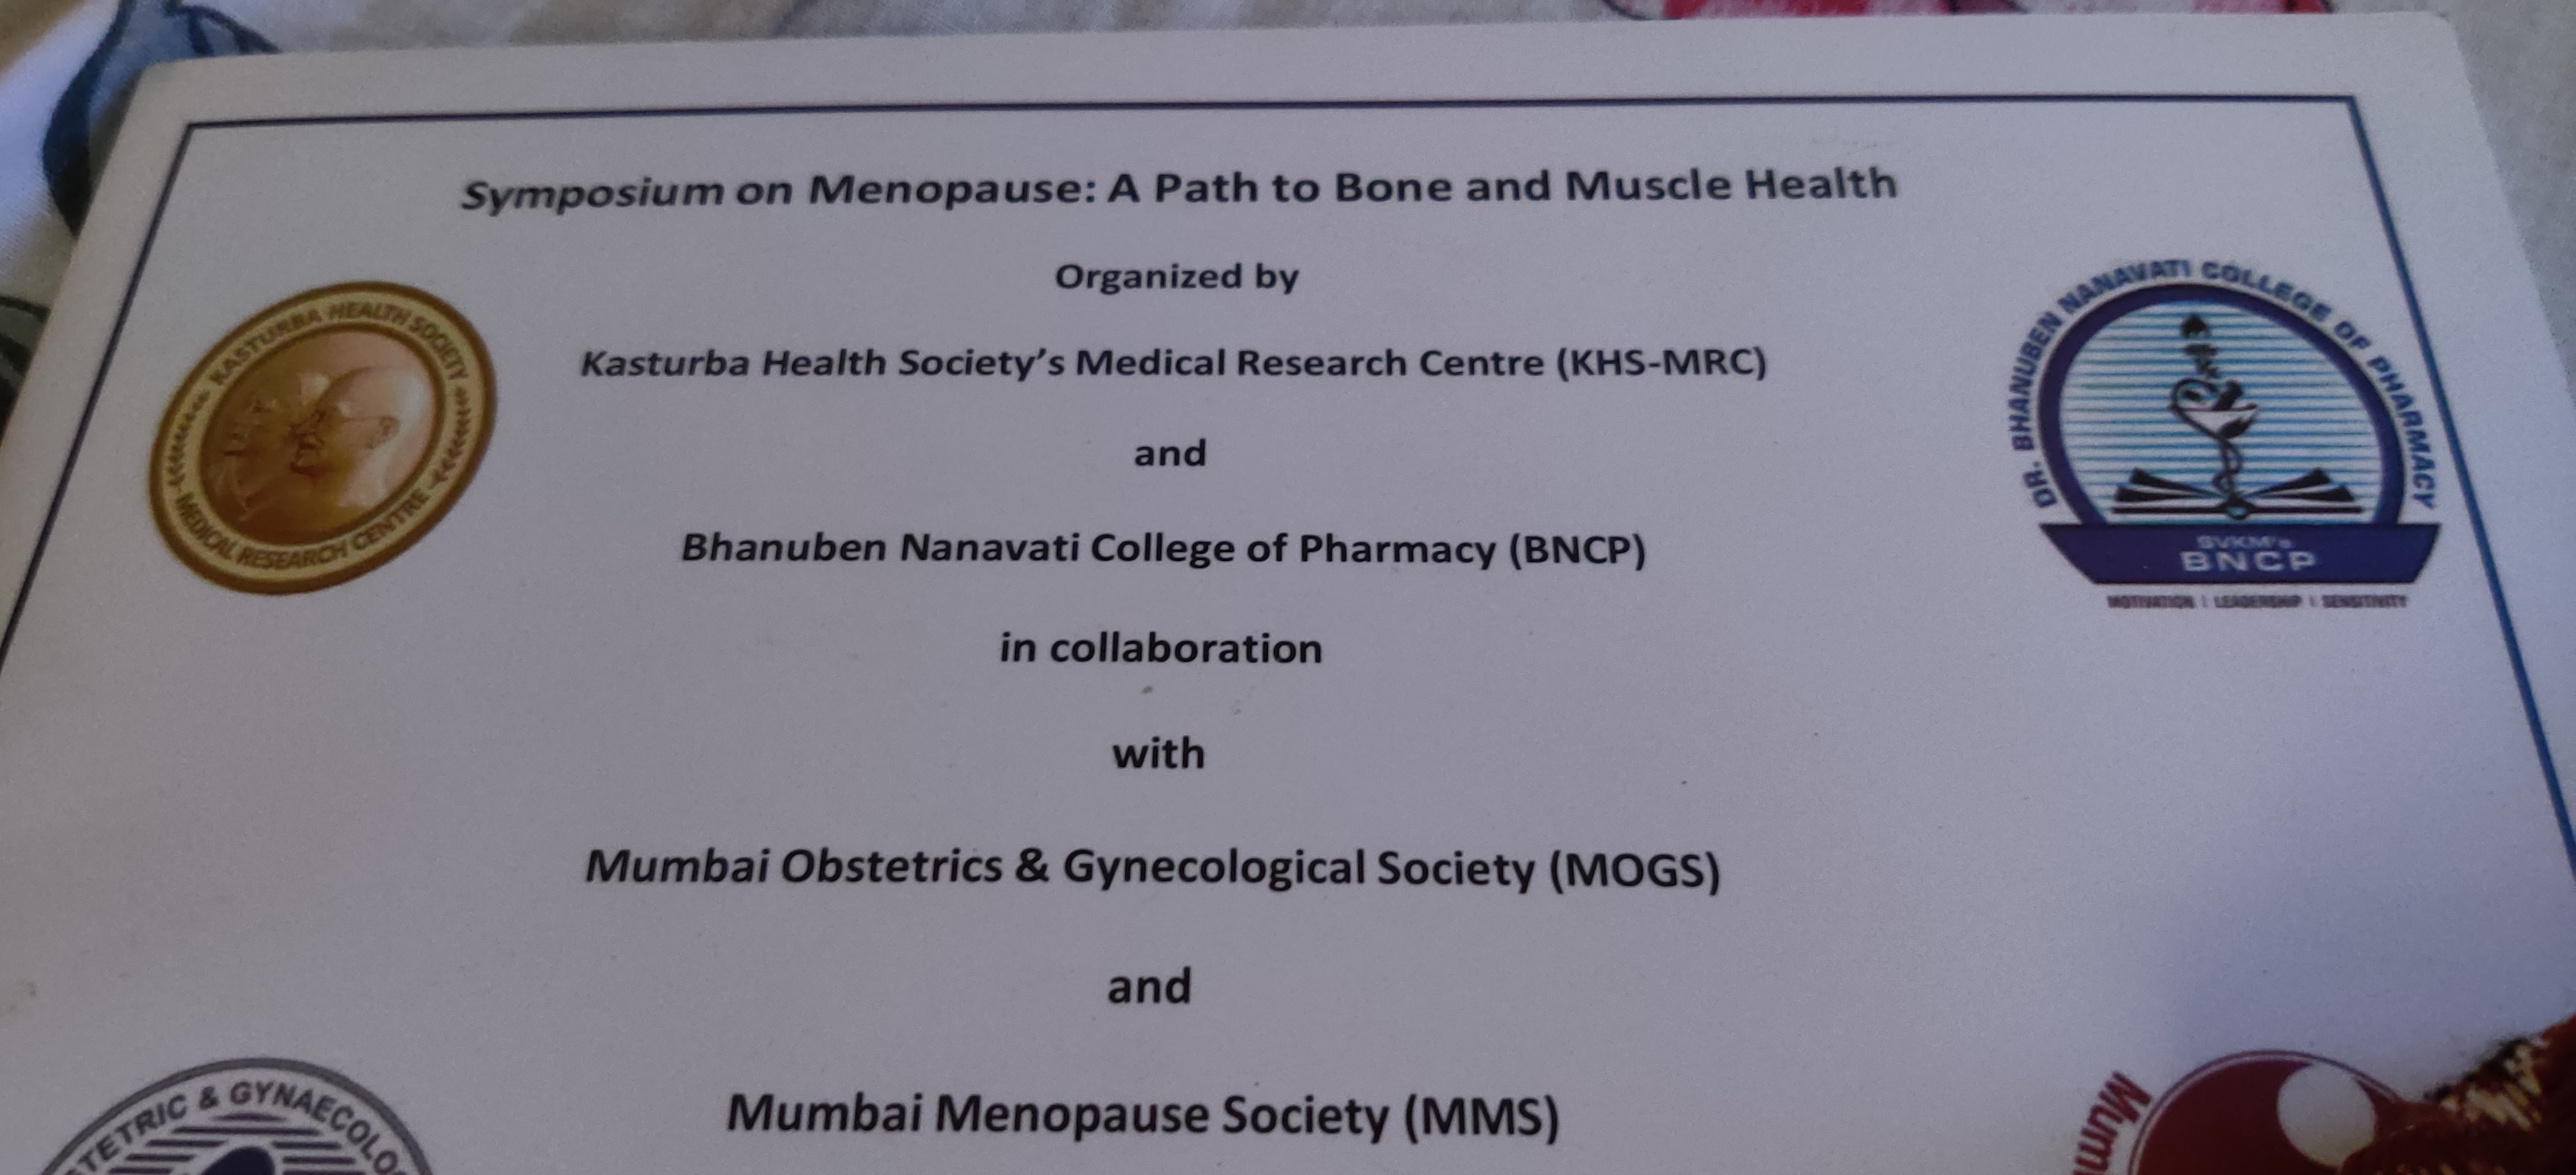 Symposium on Menopause: A Path to Bone and Muscle Health
Organized by
KASTURBA HEALTH SOCIETY
MEDICAL RESEARCH CENTRE
Kasturba Health Society's Medical Research Centre (KHS-MRC)
and
Bhanuben Nanavati College of Pharmacy (BNCP)
DR. BHANUBEN NANAVATI COLLEGE OF PHARMACY
SVKM's
BNCP
MOTIVATION | LEADERSHIP | SENSITIVITY
in collaboration
with
Mumbai Obstetrics & Gynecological Society (MOGS)
and
Mumbai Menopause Society (MMS)
TETRIC & GYNAECOLO
Mum